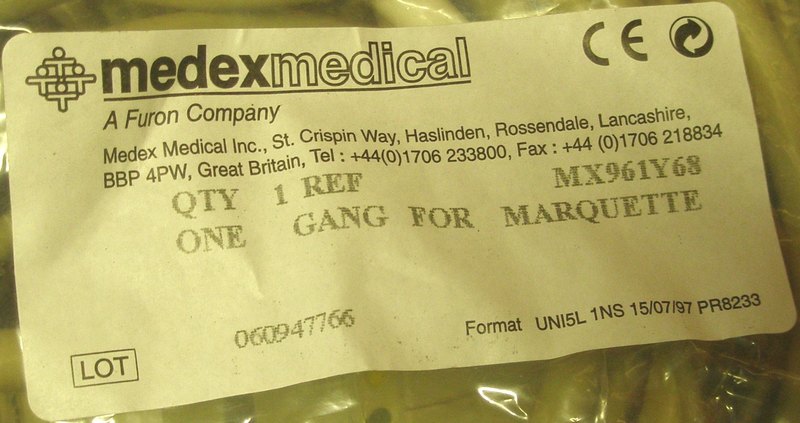 medexmedical
CE
A Furon Company
Medex Medical Inc., St. Crispin Way, Haslinden, Rossendale, Lancashire,
BBP 4PW, Great Britain, Tel : +44(0)1706 233800, Fax : +44 (0)1706 218834
QTY 1 REF MX961Y68
ONE GANG FOR MARQUETTE
060947766
Format UNI5L 1NS 15/07/97 PR8233
LOT